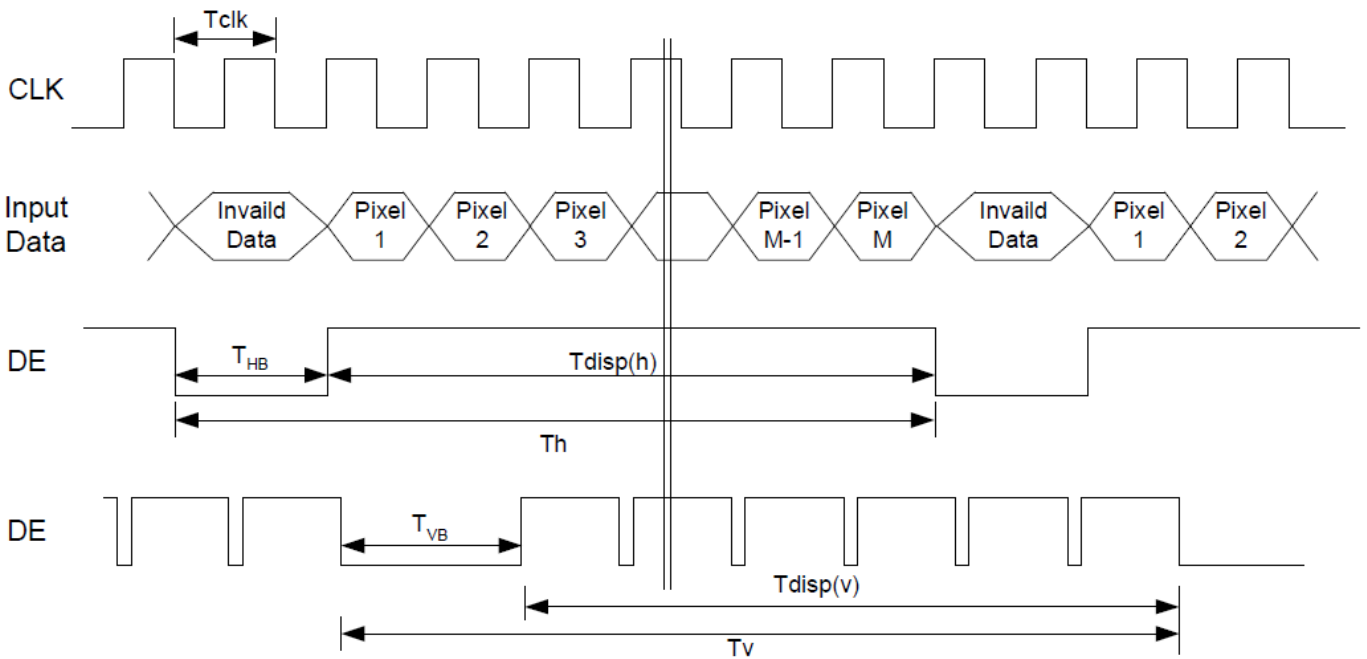 Tclk
CLK
Input
Data
Invaild
Data
Pixel
1
Pixel
2
Pixel
3
Pixel
M-1
Pixel
M
Invaild
Data
Pixel
1
Pixel
2
DE
THB
Tdisp(h)
Th
DE
TVB
Tdisp(v)
Tv